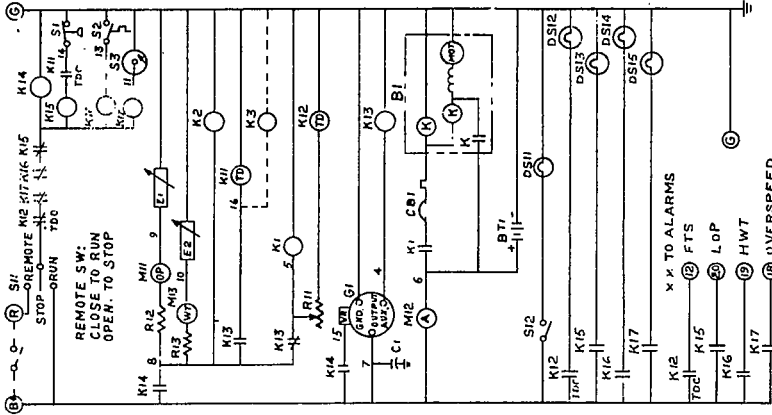 B
R
S11
REMOTE
STOP
RUN
K12 K17 K16 K15
TDO
K14
G
S1
14
K11
TDC
K15
S2
13
S3
11
REMOTE SW:
CLOSE TO RUN
OPEN. TO STOP
K14
8
R12
M11
OP
9
E1
R13
WT
M13
10
E2
K2
K13
K11
TD
16
K3
K13
5
K1
R11
K12
TD
K14
15
VR
G1
GND.
OUTPUT
AUX.
4
K13
7
C1
M12
A
6
K1
CB1
B1
K
K
K
MOT
BT1
+
-
S12
DS11
K12
TDC
DS12
K15
DS13
K16
DS14
K17
DS15
XX TO ALARMS
K12
TDC
12
FTS
K15
20
LOP
K16
19
HWT
K17
18
OVERSPEED
G